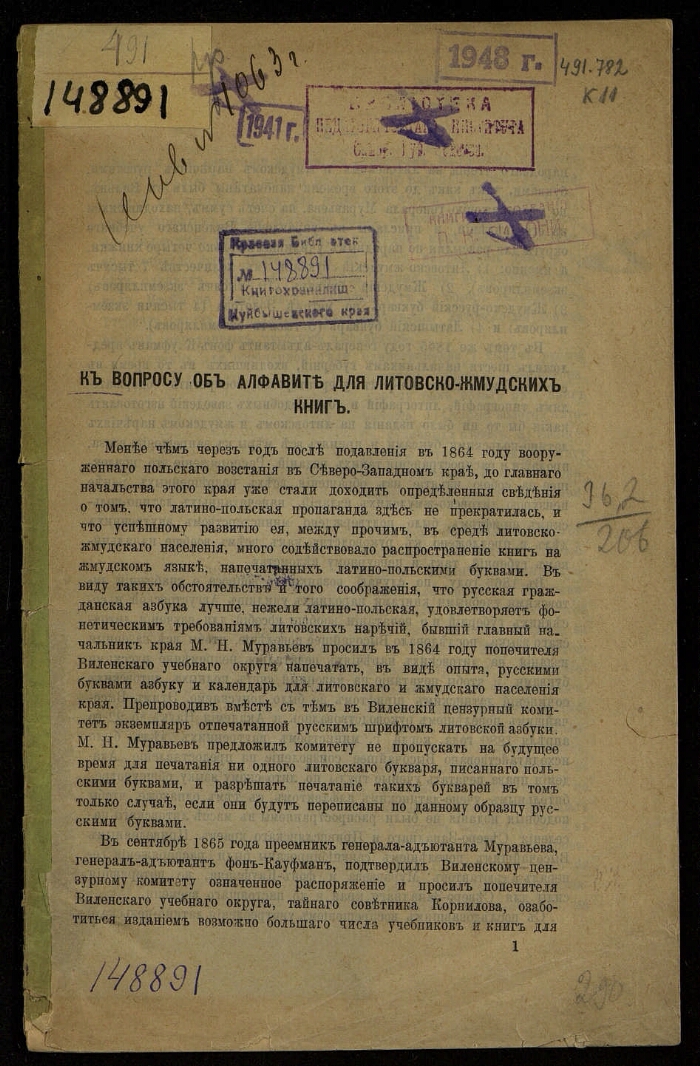 491
148891
1063 г.
1941 г.
1948 г.
491.782
К 11
Краевая Библ отек
№ 148891
Книгохранилище
Куйбышевского края
КЪ ВОПРОСУ ОБЪ АЛФАВИТѢ ДЛЯ ЛИТОВСКО-ЖМУДСКИХЪ
КНИГЪ.
Менѣе чѣмъ черезъ годъ послѣ подавленія въ 1864 году воору-
женнаго польскаго возстанія въ Сѣверо-Западномъ краѣ, до главнаго
начальства этого края уже стали доходить опредѣленныя свѣдѣнія
о томъ, что латино-польская пропаганда здѣсь не прекратилась, и
что успѣшному развитію ея, между прочимъ, въ средѣ литовско-
жмудскаго населенія, много содѣйствовало распространеніе книгъ на
жмудскомъ языкѣ, напечатанныхъ латино-польскими буквами. Въ
виду такихъ обстоятельствъ и того соображенія, что русская граж-
данская азбука лучше, нежели латино-польская, удовлетворяетъ фо-
нетическимъ требованіямъ литовскихъ нарѣчій, бывшій главный на-
чальникъ края М. Н. Муравьевъ просилъ въ 1864 году попечителя
Виленскаго учебнаго округа напечатать, въ видѣ опыта, русскими
буквами азбуку и календарь для литовскаго и жмудскаго населенія
края. Препроводивъ вмѣстѣ съ тѣмъ въ Виленскій цензурный коми-
тетъ экземпляръ отпечатанной русскимъ шрифтомъ литовской азбуки.
М. Н. Муравьевъ предложилъ комитету не пропускать на будущее
время для печатанія ни одного литовскаго букваря, писаннаго поль-
скими буквами, и разрѣшать печатаніе такихъ букварей въ томъ
только случаѣ, если они будутъ переписаны по данному образцу рус-
скими буквами.
Въ сентябрѣ 1865 года преемникъ генерала-адъютанта Муравьева,
генералъ-адъютантъ фонъ-Кауфманъ, подтвердилъ Виленскому цен-
зурному комитету означенное распоряженіе и просилъ попечителя
Виленскаго учебнаго округа, тайнаго совѣтника Корнилова, озабо-
титься изданіемъ возможно большаго числа учебниковъ и книгъ для
1
36,2
206
148891
290